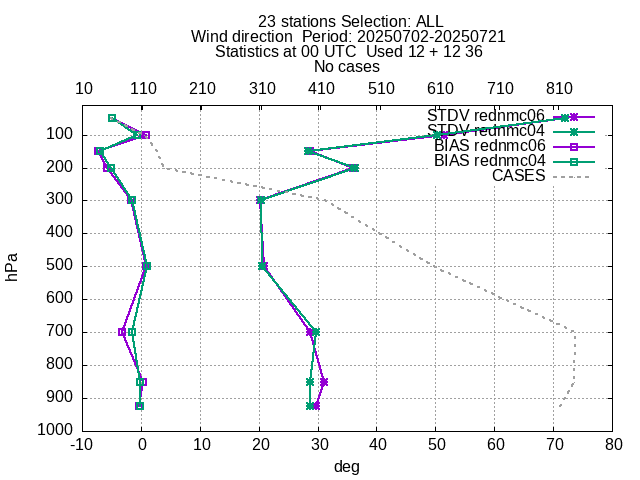 23 stations Selection: ALL
Wind direction  Period: 20250702-20250721
Statistics at 00 UTC  Used 12 + 12 36
No cases
10 110 210 310 410 510 610 710 810
STDV rednmc06
STDV rednmc04
BIAS rednmc06
BIAS rednmc04
CASES
100
200
300
400
500
600
700
800
900
1000
hPa
-10 0 10 20 30 40 50 60 70 80
deg